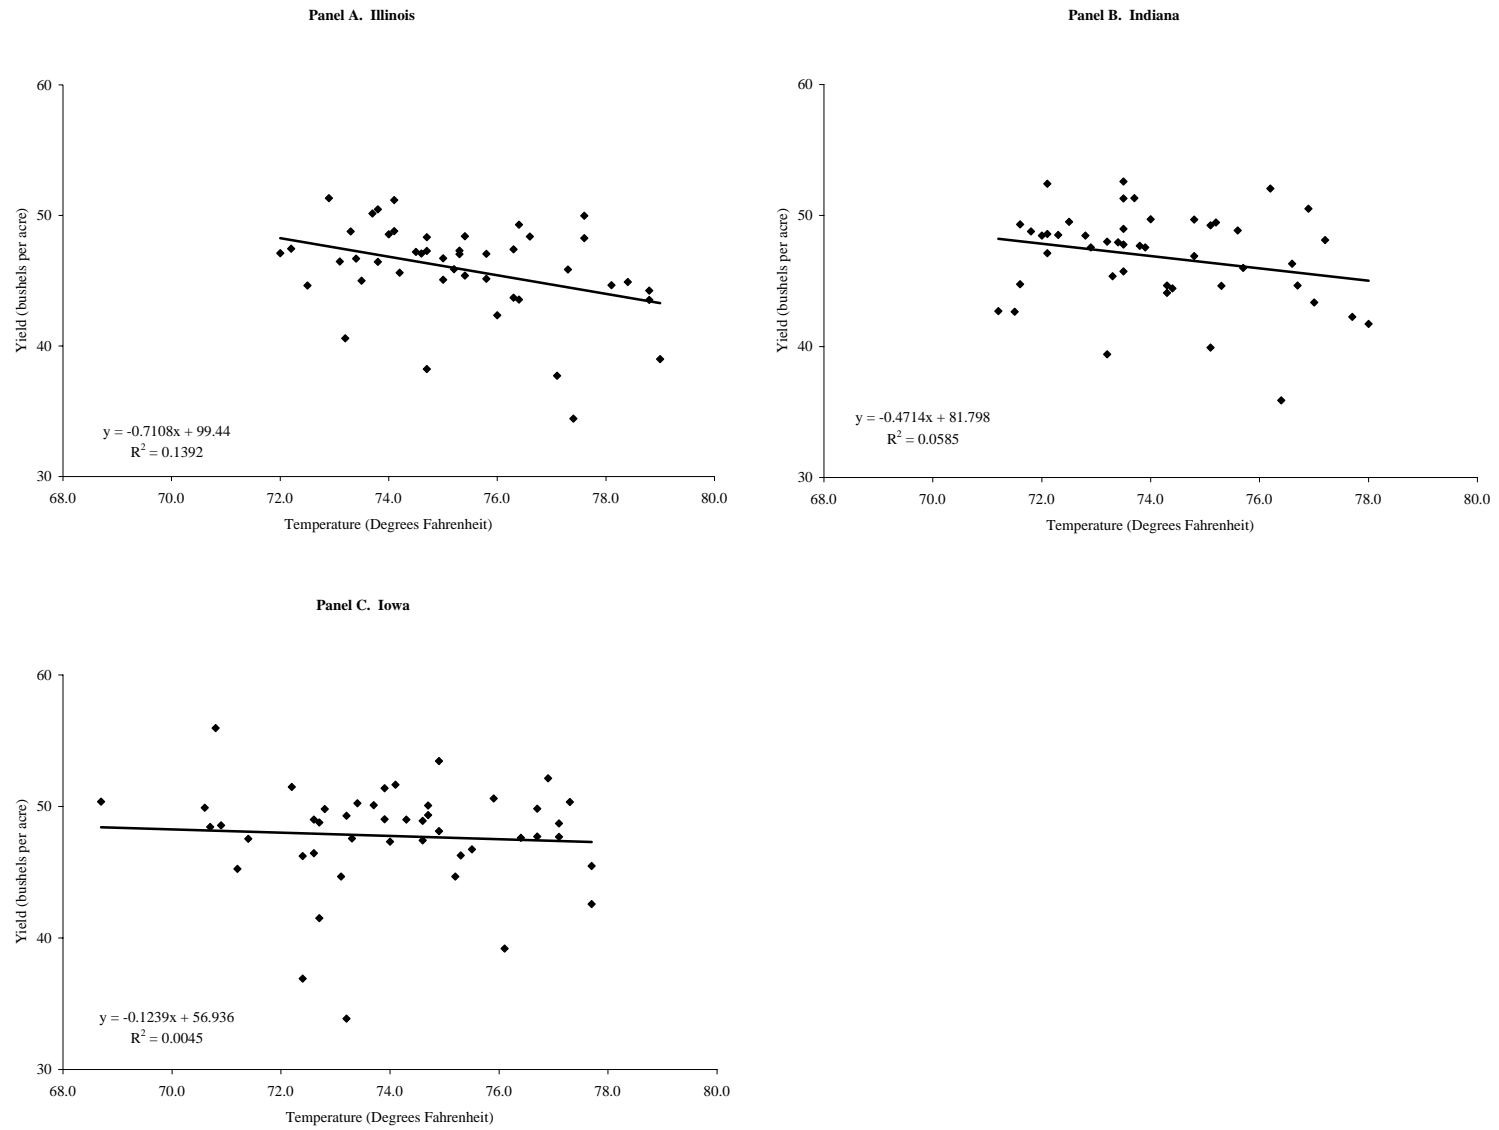 Panel A.  Illinois
60
50
40
30
Yield (bushels per acre)
y = -0.7108x + 99.44
R² = 0.1392
68.0 70.0 72.0 74.0 76.0 78.0 80.0
Temperature (Degrees Fahrenheit)
Panel B.  Indiana
60
50
40
30
Yield (bushels per acre)
y = -0.4714x + 81.798
R² = 0.0585
68.0 70.0 72.0 74.0 76.0 78.0 80.0
Temperature (Degrees Fahrenheit)
Panel C.  Iowa
60
50
40
30
Yield (bushels per acre)
y = -0.1239x + 56.936
R² = 0.0045
68.0 70.0 72.0 74.0 76.0 78.0 80.0
Temperature (Degrees Fahrenheit)